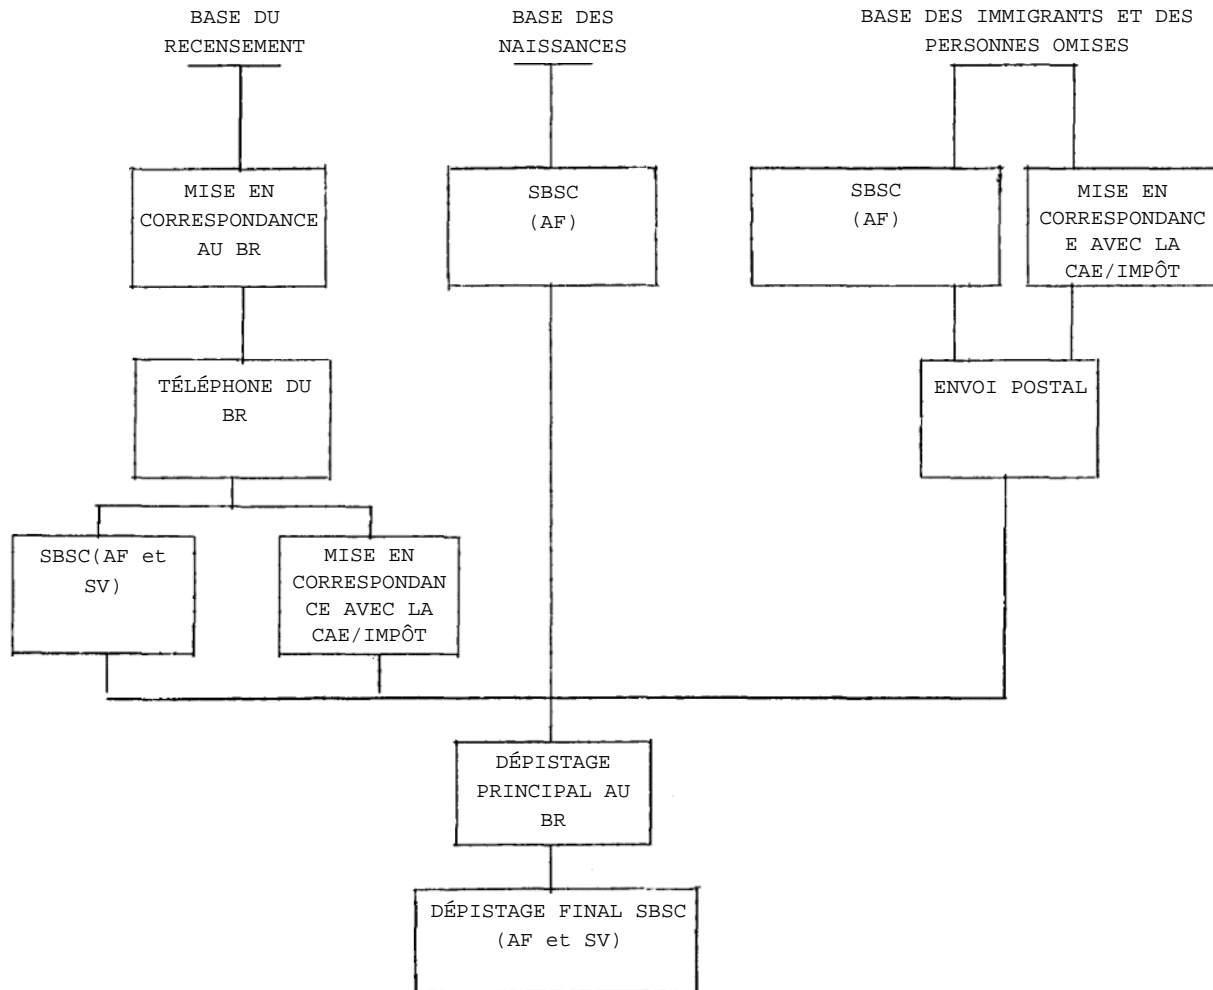 BASE DU
RECENSEMENT
BASE DES
NAISSANCES
BASE DES IMMIGRANTS ET DES
PERSONNES OMISES
MISE EN
CORRESPONDANCE
AU BR
SBSC
(AF)
SBSC
(AF)
MISE EN
CORRESPONDANC
E AVEC LA
CAE/IMPÔT
TÉLÉPHONE DU
BR
ENVOI POSTAL
SBSC(AF et
SV)
MISE EN
CORRESPONDAN
CE AVEC LA
CAE/IMPÔT
DÉPISTAGE
PRINCIPAL AU
BR
DÉPISTAGE FINAL SBSC
(AF et SV)